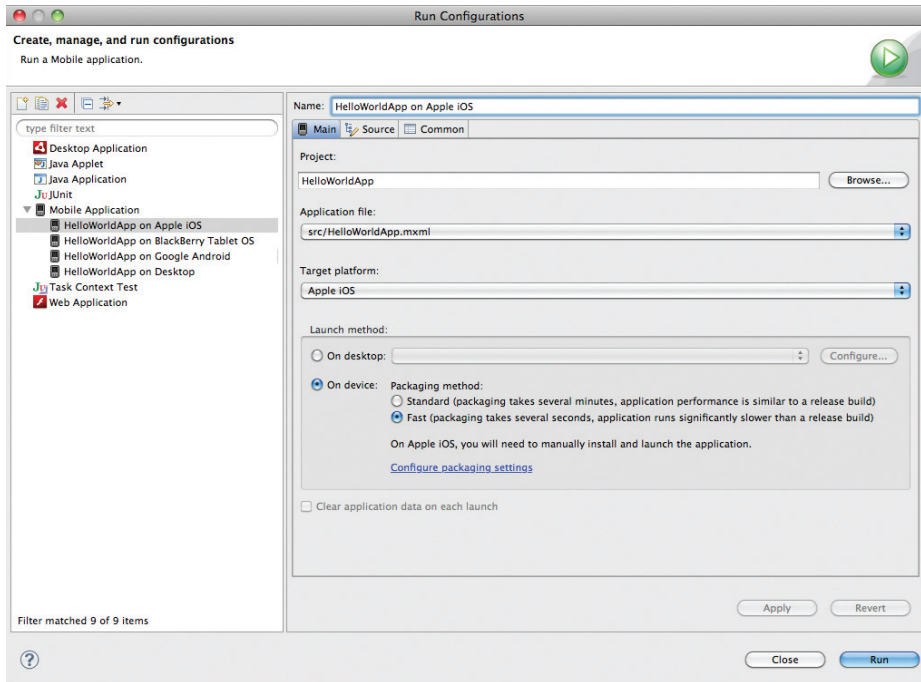 Run Configurations
Create, manage, and run configurations
Run a Mobile application.
type filter text
Desktop Application
Java Applet
Java Application
JUnit
Mobile Application
HelloWorldApp on Apple iOS
HelloWorldApp on BlackBerry Tablet OS
HelloWorldApp on Google Android
HelloWorldApp on Desktop
Task Context Test
Web Application
Filter matched 9 of 9 items
Name: HelloWorldApp on Apple iOS
Main Source Common
Project:
HelloWorldApp Browse...
Application file:
src/HelloWorldApp.mxml
Target platform:
Apple iOS
Launch method:
On desktop: Configure...
On device: Packaging method:
Standard (packaging takes several minutes, application performance is similar to a release build)
Fast (packaging takes several seconds, application runs significantly slower than a release build)
On Apple iOS, you will need to manually install and launch the application.
Configure packaging settings
Clear application data on each launch
Apply Revert
? Close Run